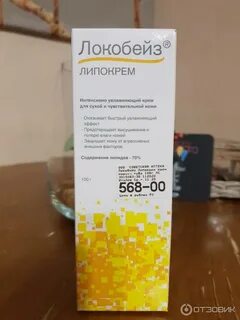 Локобейз®
ЛИПОКРЕМ
Интенсивно увлажняющий крем
для сухой и чувствительной кожи
- Оказывает быстрый увлажняющий
эффект
- Предотвращает высушивание и
потерю влаги кожей
- Защищает кожу от агрессивных
внешних факторов
Содержание липидов - 70%
100 г
568-00
ОТЗОВИК